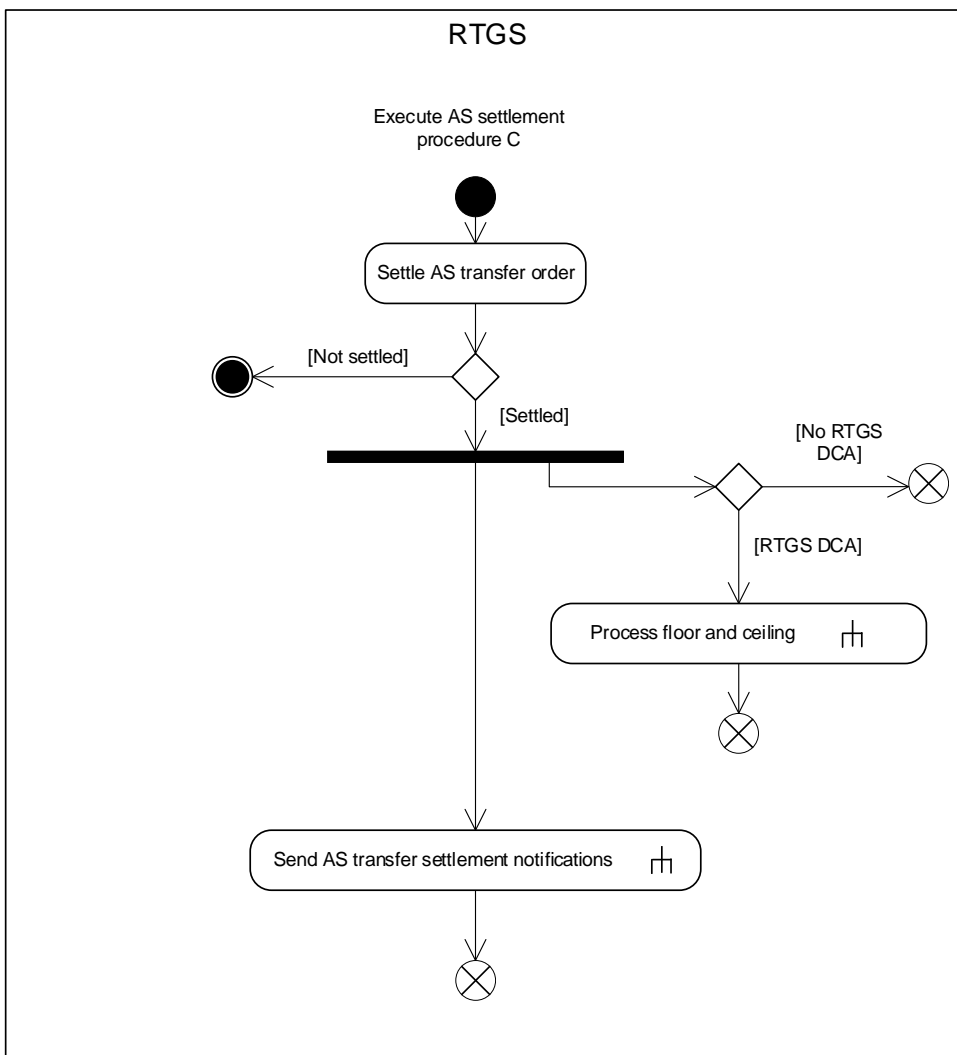 RTGS
Execute AS settlement
procedure C
Settle AS transfer order
[Not settled]
[Settled]
[No RTGS
DCA]
[RTGS DCA]
Process floor and ceiling
Send AS transfer settlement notifications